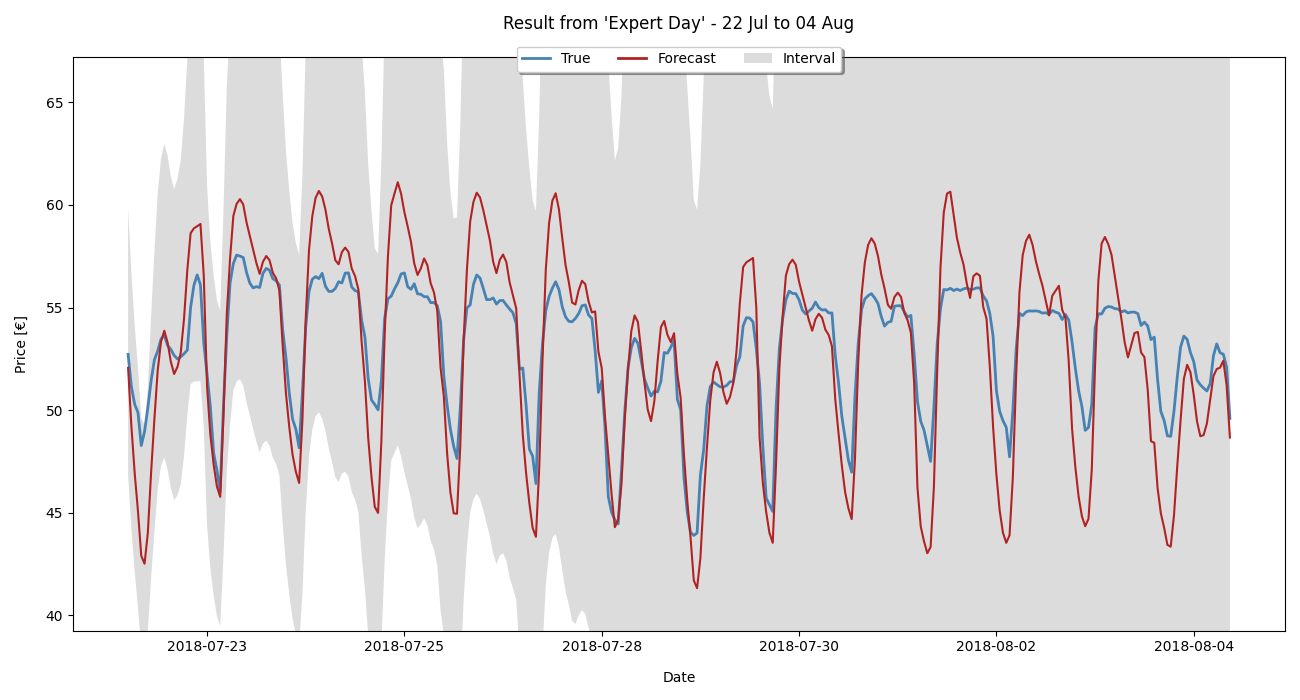 Result from 'Expert Day' - 22 Jul to 04 Aug
True Forecast Interval
65
60
55
50
45
40
Price [€]
2018-07-23 2018-07-25 2018-07-28 2018-07-30 2018-08-02 2018-08-04
Date